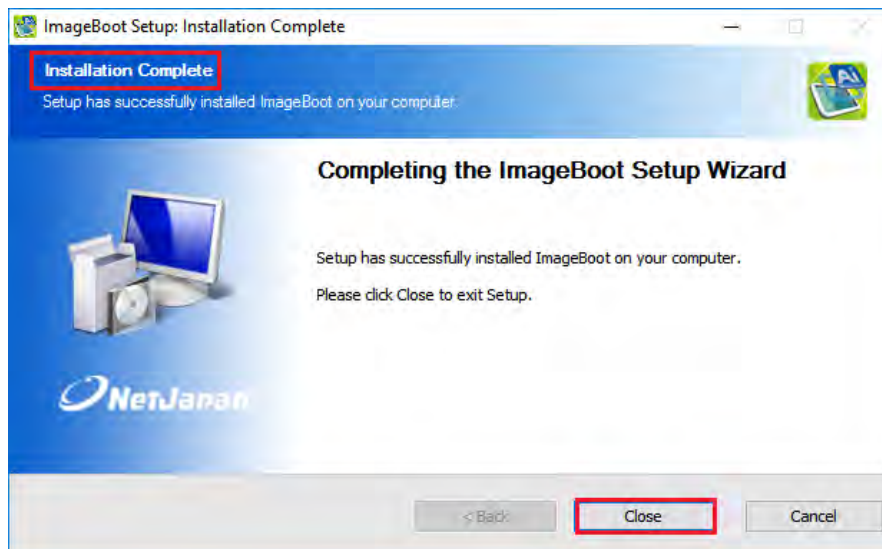 ImageBoot Setup: Installation Complete
Installation Complete
Setup has successfully installed ImageBoot on your computer.
Ai
Completing the ImageBoot Setup Wizard
Setup has successfully installed ImageBoot on your computer.
Please click Close to exit Setup.
NetJapan
< Back
Close
Cancel